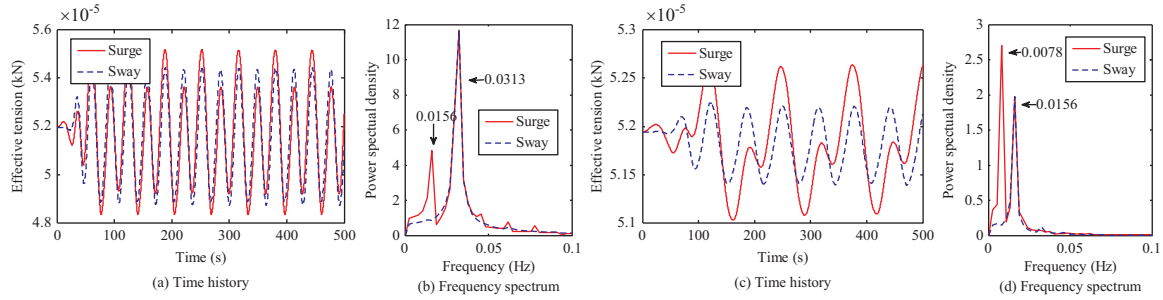 ×10⁻⁵
5.6
5.4
5.2
5
4.8
Effective tension (kN)
Surge
Sway
0
100
200
300
400
500
Time (s)
(a) Time history
12
10
8
6
4
2
0
Power spectual density
0.0313
0.0156
Surge
Sway
0
0.05
0.1
Frequency (Hz)
(b) Frequency spectrum
×10⁻⁵
5.3
5.25
5.2
5.15
5.1
Effective tension (kN)
Surge
Sway
0
100
200
300
400
500
Time (s)
(c) Time history
3
2.5
2
1.5
1
0.5
0
Power spectual density
Surge
Sway
0.0078
0.0156
0
0.05
0.1
Frequency (Hz)
(d) Frequency spectrum